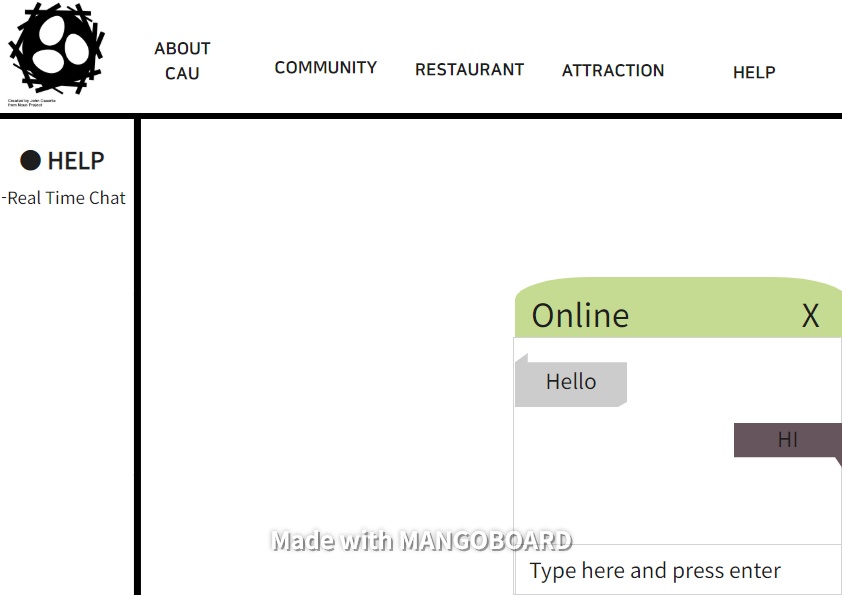 Created by John Caserta
from Noun Project
ABOUT
CAU
COMMUNITY
RESTAURANT
ATTRACTION
HELP
HELP
-Real Time Chat
Online X
Hello
HI
Made with MANGOBOARD
Type here and press enter